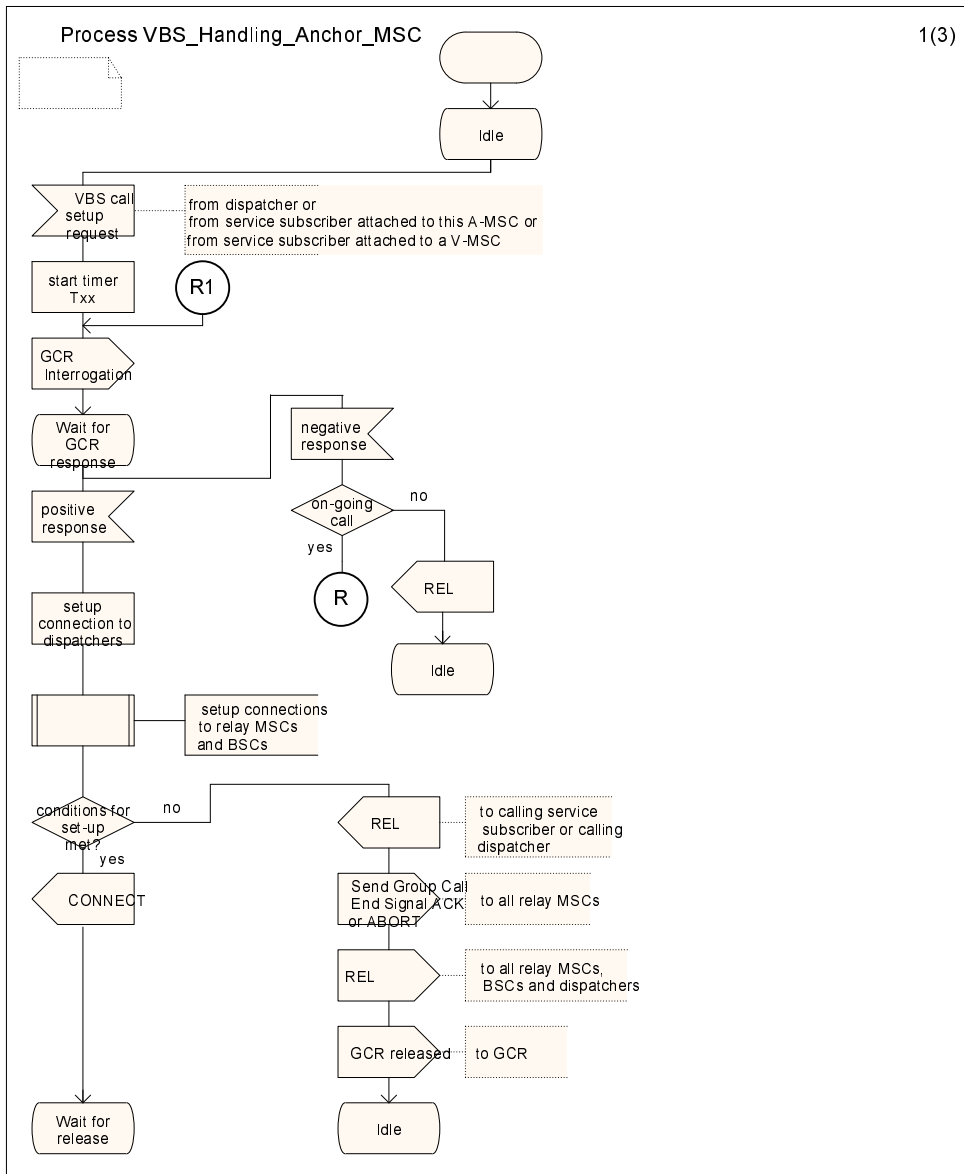 Process VBS_Handling_Anchor_MSC
1(3)
Idle
VBS call
setup
request
from dispatcher or
from service subscriber attached to this A-MSC or
from service subscriber attached to a V-MSC
start timer
Txx
R1
GCR
Interrogation
Wait for
GCR
response
negative
response
positive
response
on-going
call
no
yes
R
REL
Idle
setup
connection to
dispatchers
setup connections
to relay MSCs
and BSCs
conditions for
set-up
met?
no
yes
REL
to calling service
subscriber or calling
dispatcher
CONNECT
Send Group Call
End Signal ACK
or ABORT
to all relay MSCs
REL
to all relay MSCs,
BSCs and dispatchers
GCR released
to GCR
Wait for
release
Idle